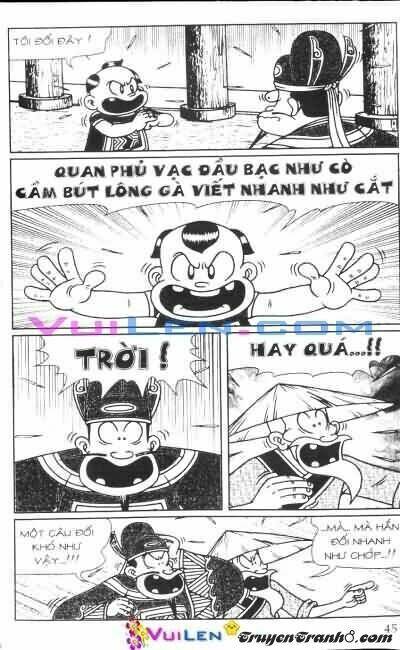 TÔI ĐỐI ĐÂY !
QUAN PHỦ VẠC ĐẦU BẠC NHƯ CÒ
CẦM BÚT LÔNG GÀ VIẾT NHANH NHƯ CẮT
VUILEN.COM
TRỜI !
HAY QUÁ...!!
MỘT CÂU ĐỐI
KHÓ NHƯ
VẬY...!!!
...MÀ... MÀ HẮN
ĐỐI NHANH
NHƯ CHỚP...!!
45
VUILEN
TruyenTranh8.com